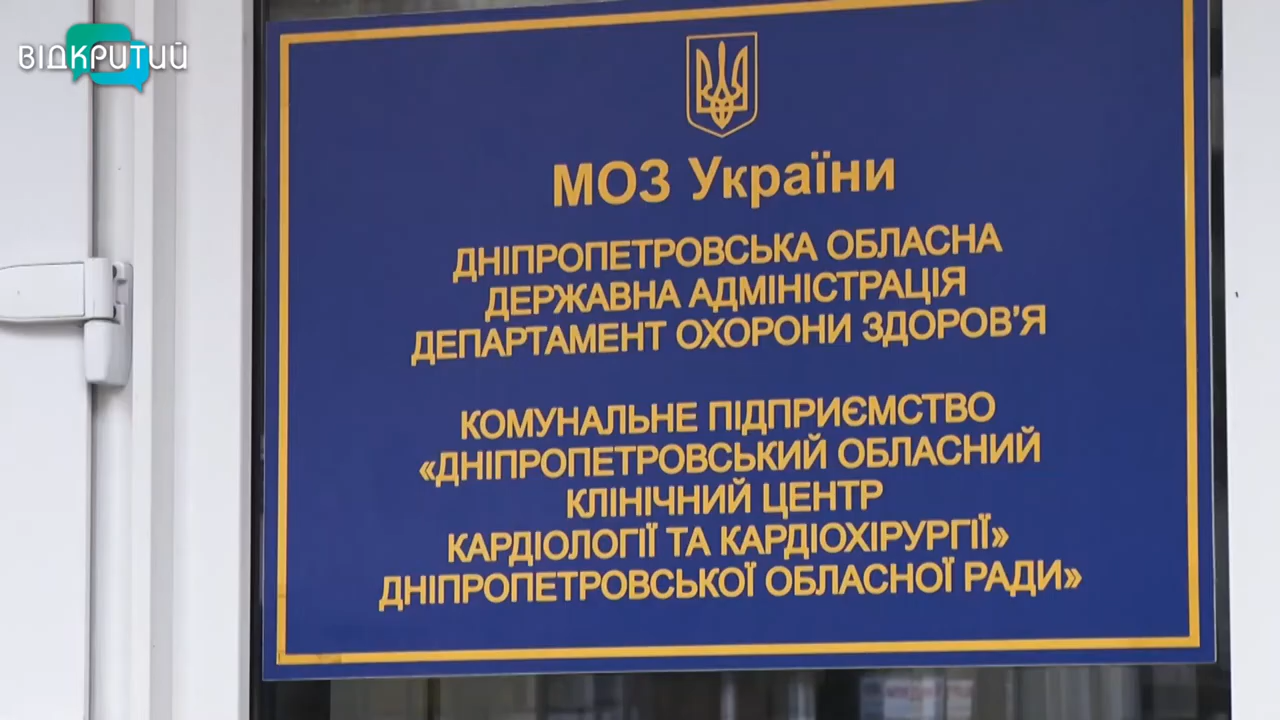 ВІДКРИТИЙ
МОЗ України
ДНІПРОПЕТРОВСЬКА ОБЛАСНА
ДЕРЖАВНА АДМІНІСТРАЦІЯ
ДЕПАРТАМЕНТ ОХОРОНИ ЗДОРОВ’Я
КОМУНАЛЬНЕ ПІДПРИЄМСТВО
«ДНІПРОПЕТРОВСЬКИЙ ОБЛАСНИЙ
КЛІНІЧНИЙ ЦЕНТР
КАРДІОЛОГІЇ ТА КАРДІОХІРУРГІЇ»
ДНІПРОПЕТРОВСЬКОЇ ОБЛАСНОЇ РАДИ»